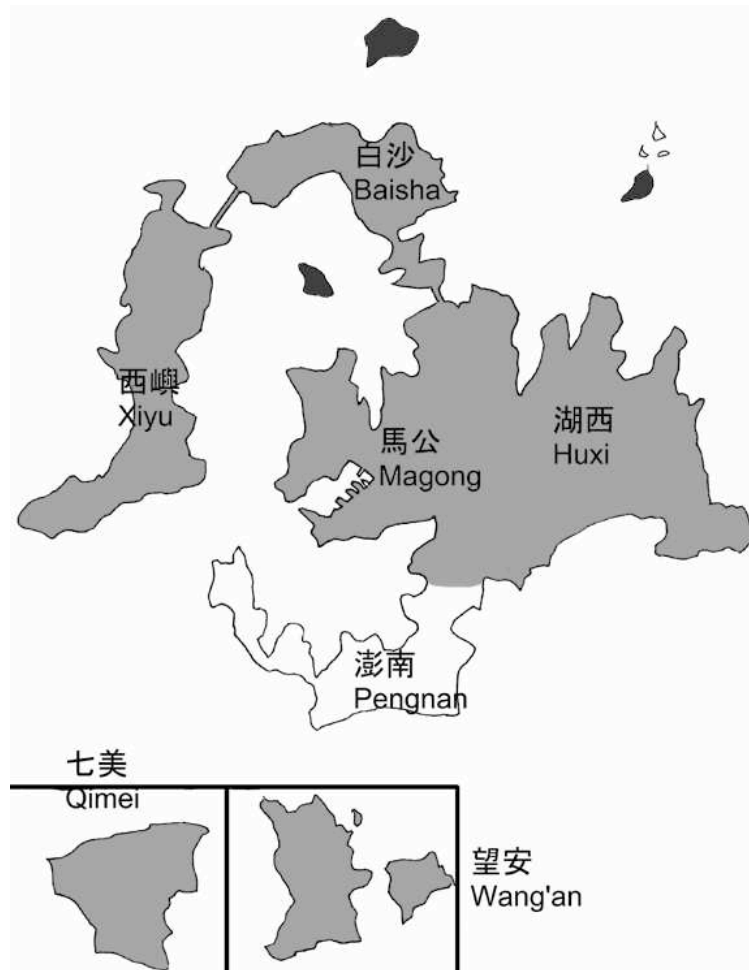 白沙
Baisha
西嶼
Xiyu
馬公
Magong
湖西
Huxi
澎南
Pengnan
七美
Qimei
望安
Wang'an